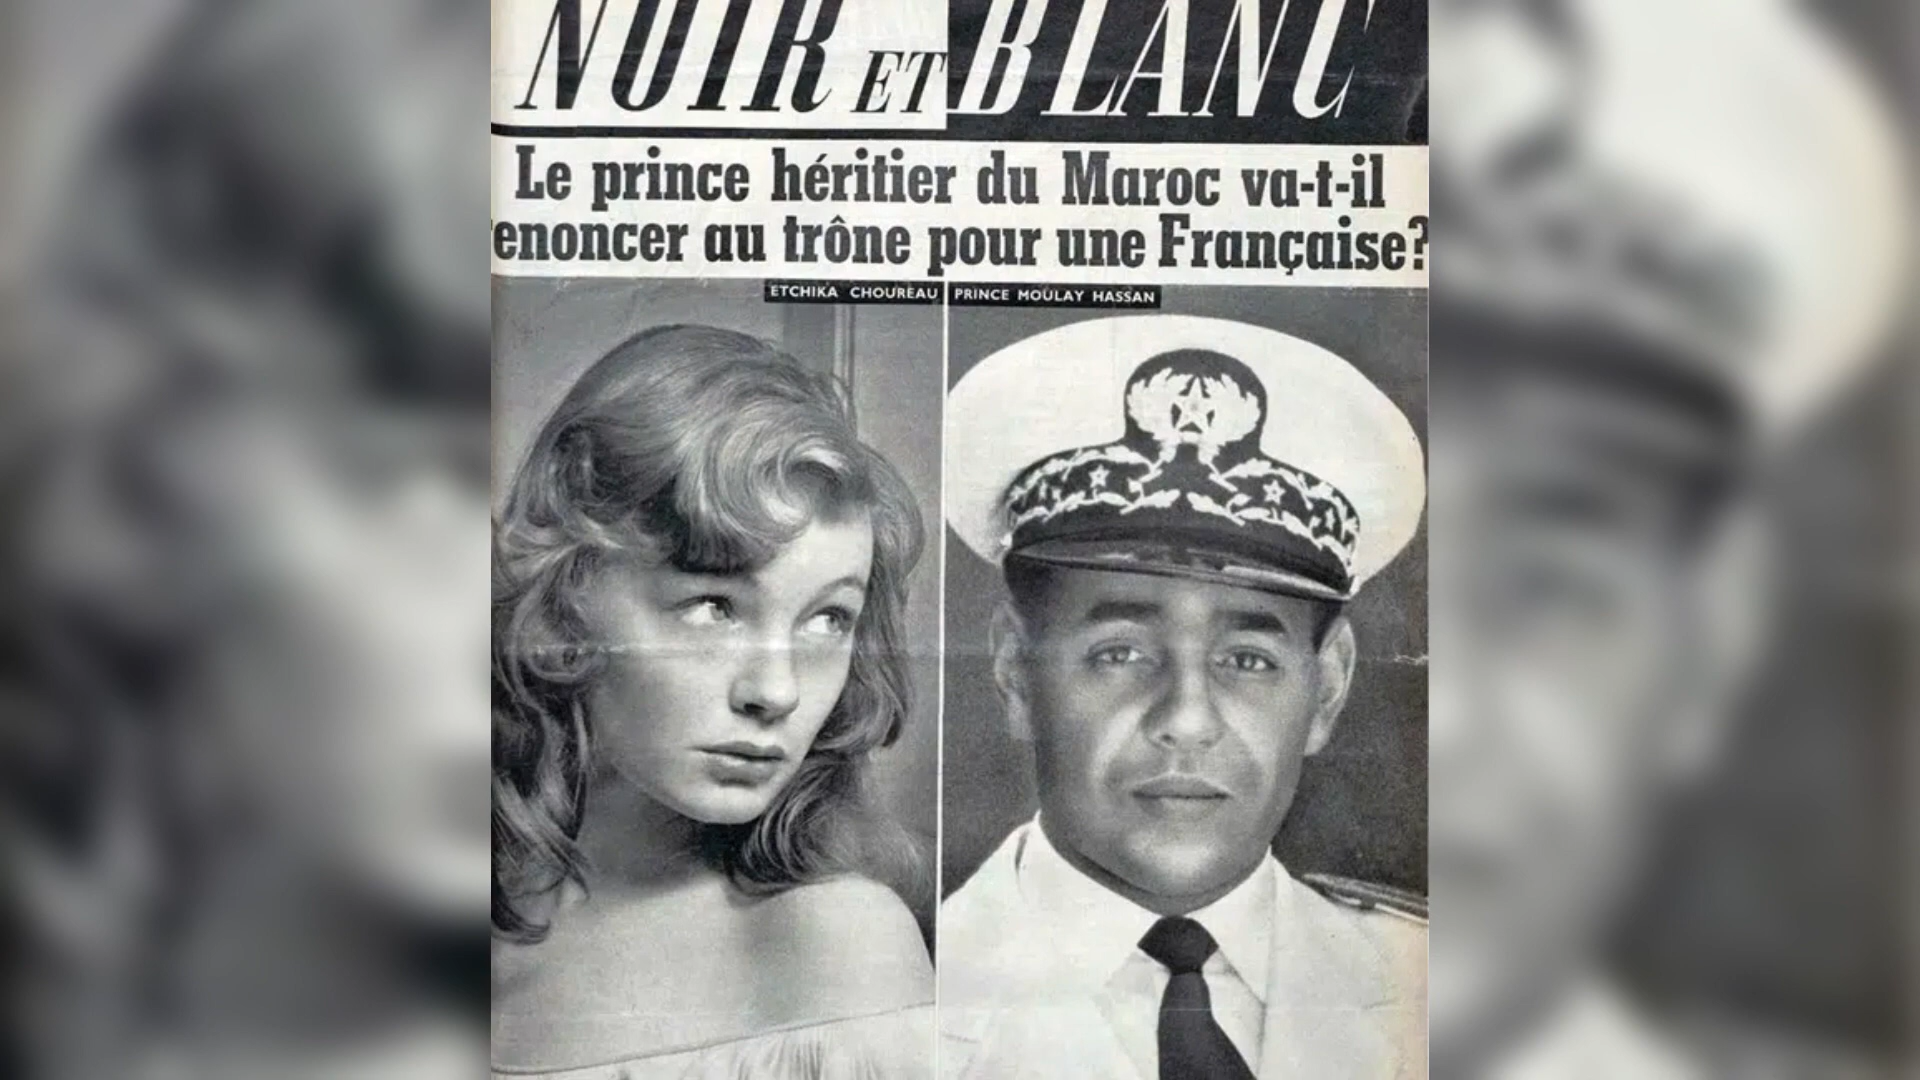 NOIR ET BLANC
Le prince héritier du Maroc va-t-il
renoncer au trône pour une Française?
ETCHIKA CHOUREAU PRINCE MOULAY HASSAN